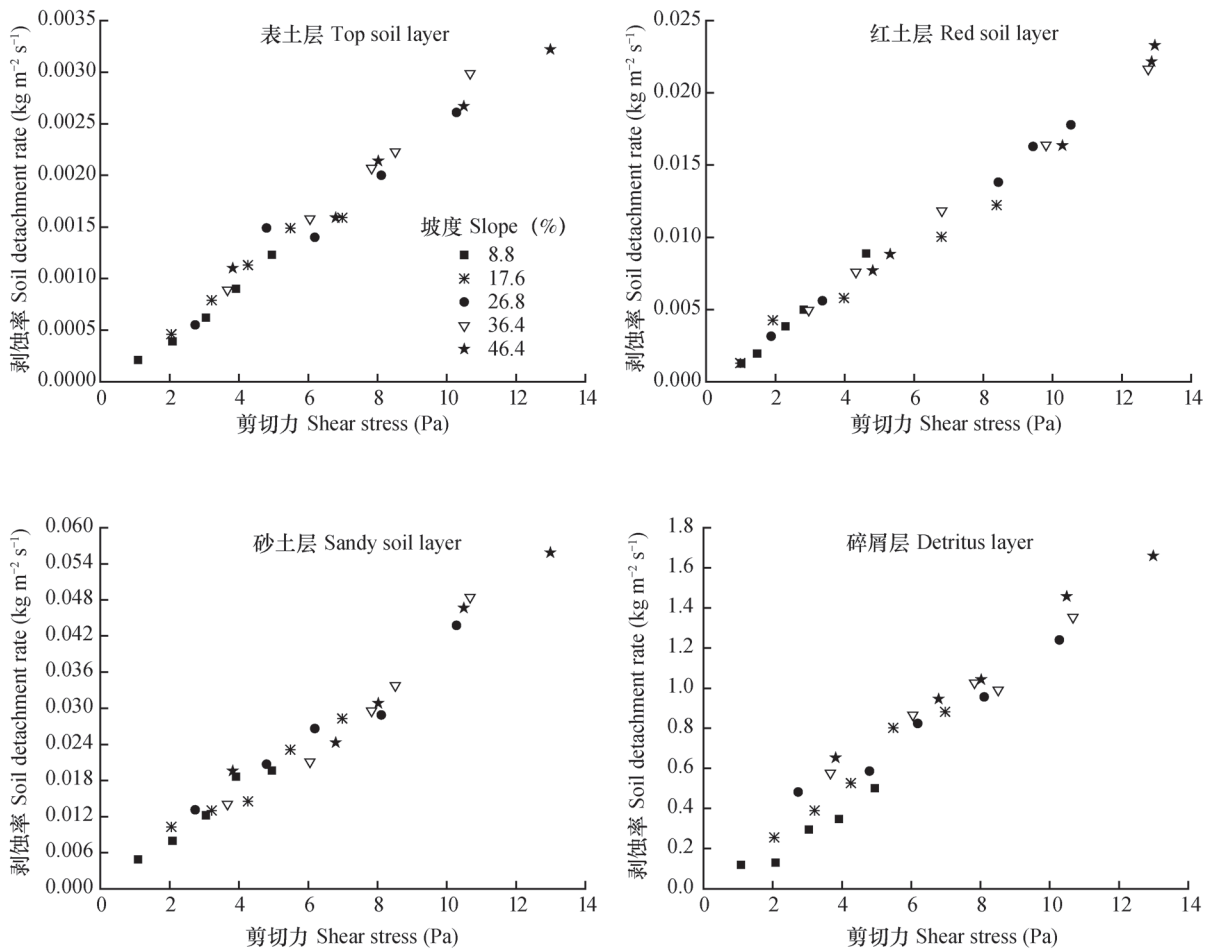 表土层 Top soil layer
剥蚀率 Soil detachment rate (kg m⁻² s⁻¹)
0.0035
0.0030
0.0025
0.0020
0.0015
0.0010
0.0005
0.0000
坡度 Slope (%)
8.8
17.6
26.8
36.4
46.4
0 2 4 6 8 10 12 14
剪切力 Shear stress (Pa)
红土层 Red soil layer
剥蚀率 Soil detachment rate (kg m⁻² s⁻¹)
0.025
0.020
0.015
0.010
0.005
0.000
0 2 4 6 8 10 12 14
剪切力 Shear stress (Pa)
砂土层 Sandy soil layer
剥蚀率 Soil detachment rate (kg m⁻² s⁻¹)
0.060
0.054
0.048
0.042
0.036
0.030
0.024
0.018
0.012
0.006
0.000
0 2 4 6 8 10 12 14
剪切力 Shear stress (Pa)
碎屑层 Detritus layer
剥蚀率 Soil detachment rate (kg m⁻² s⁻¹)
1.8
1.6
1.4
1.2
1.0
0.8
0.6
0.4
0.2
0.0
0 2 4 6 8 10 12 14
剪切力 Shear stress (Pa)